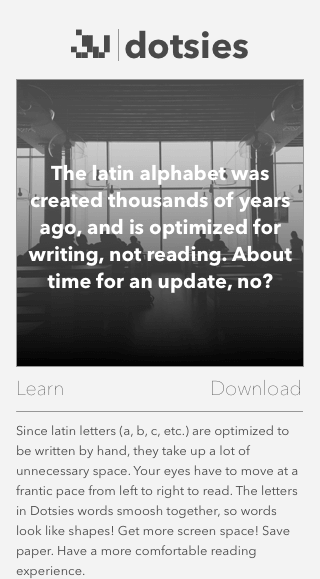 dotsies
The latin alphabet was
created thousands of years
ago, and is optimized for
writing, not reading. About
time for an update, no?
Learn
Download
Since latin letters (a, b, c, etc.) are optimized to
be written by hand, they take up a lot of
unnecessary space. Your eyes have to move at a
frantic pace from left to right to read. The letters
in Dotsies words smoosh together, so words
look like shapes! Get more screen space! Save
paper. Have a more comfortable reading
experience.